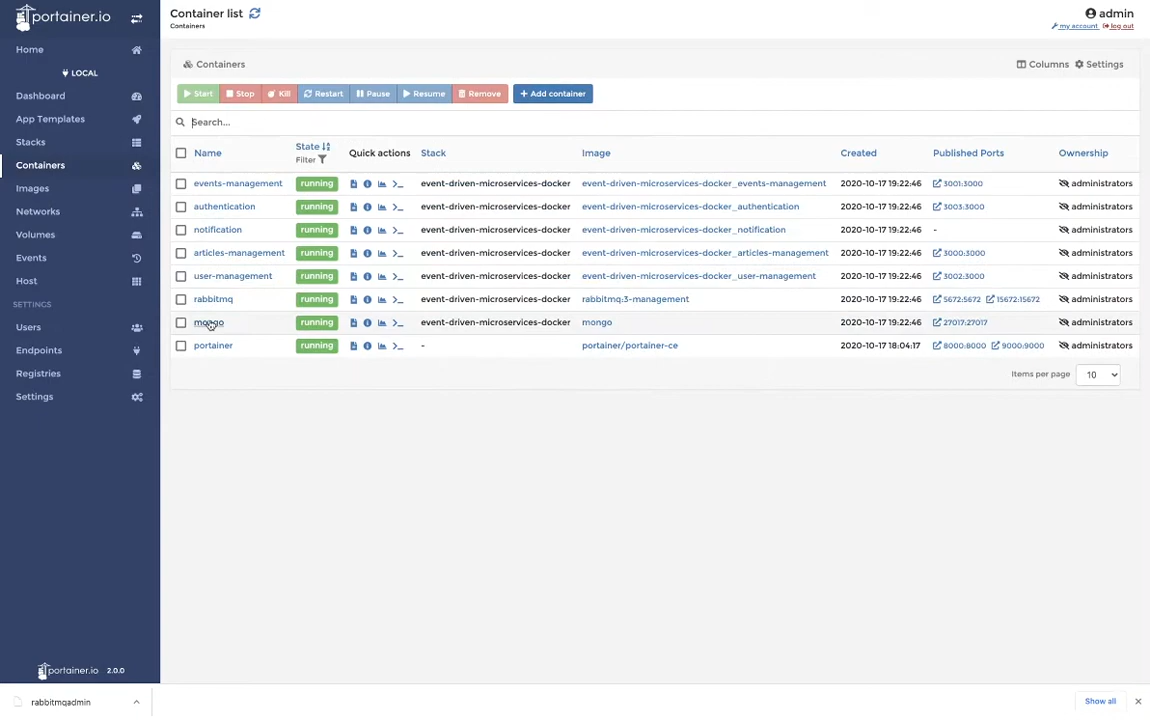 portainer.io
Home
LOCAL
Dashboard
App Templates
Stacks
Containers
Images
Networks
Volumes
Events
Host
SETTINGS
Users
Endpoints
Registries
Settings
portainer.io 2.0.0
Container list
Containers
admin
my account log out
Containers
Columns Settings
Start Stop Kill Restart Pause Resume Remove + Add container
Search...
Name State Filter Quick actions Stack Image Created Published Ports Ownership
events-management running event-driven-microservices-docker event-driven-microservices-docker_events-management 2020-10-17 19:22:46 3001:3000 administrators
authentication running event-driven-microservices-docker event-driven-microservices-docker_authentication 2020-10-17 19:22:46 3003:3000 administrators
notification running event-driven-microservices-docker event-driven-microservices-docker_notification 2020-10-17 19:22:46 - administrators
articles-management running event-driven-microservices-docker event-driven-microservices-docker_articles-management 2020-10-17 19:22:46 3000:3000 administrators
user-management running event-driven-microservices-docker event-driven-microservices-docker_user-management 2020-10-17 19:22:46 3002:3000 administrators
rabbitmq running event-driven-microservices-docker rabbitmq:3-management 2020-10-17 19:22:46 5672:5672 15672:15672 administrators
mongo running event-driven-microservices-docker mongo 2020-10-17 19:22:46 27017:27017 administrators
portainer running - portainer/portainer-ce 2020-10-17 18:04:17 8000:8000 9000:9000 administrators
Items per page 10
rabbitmqadmin
Show all